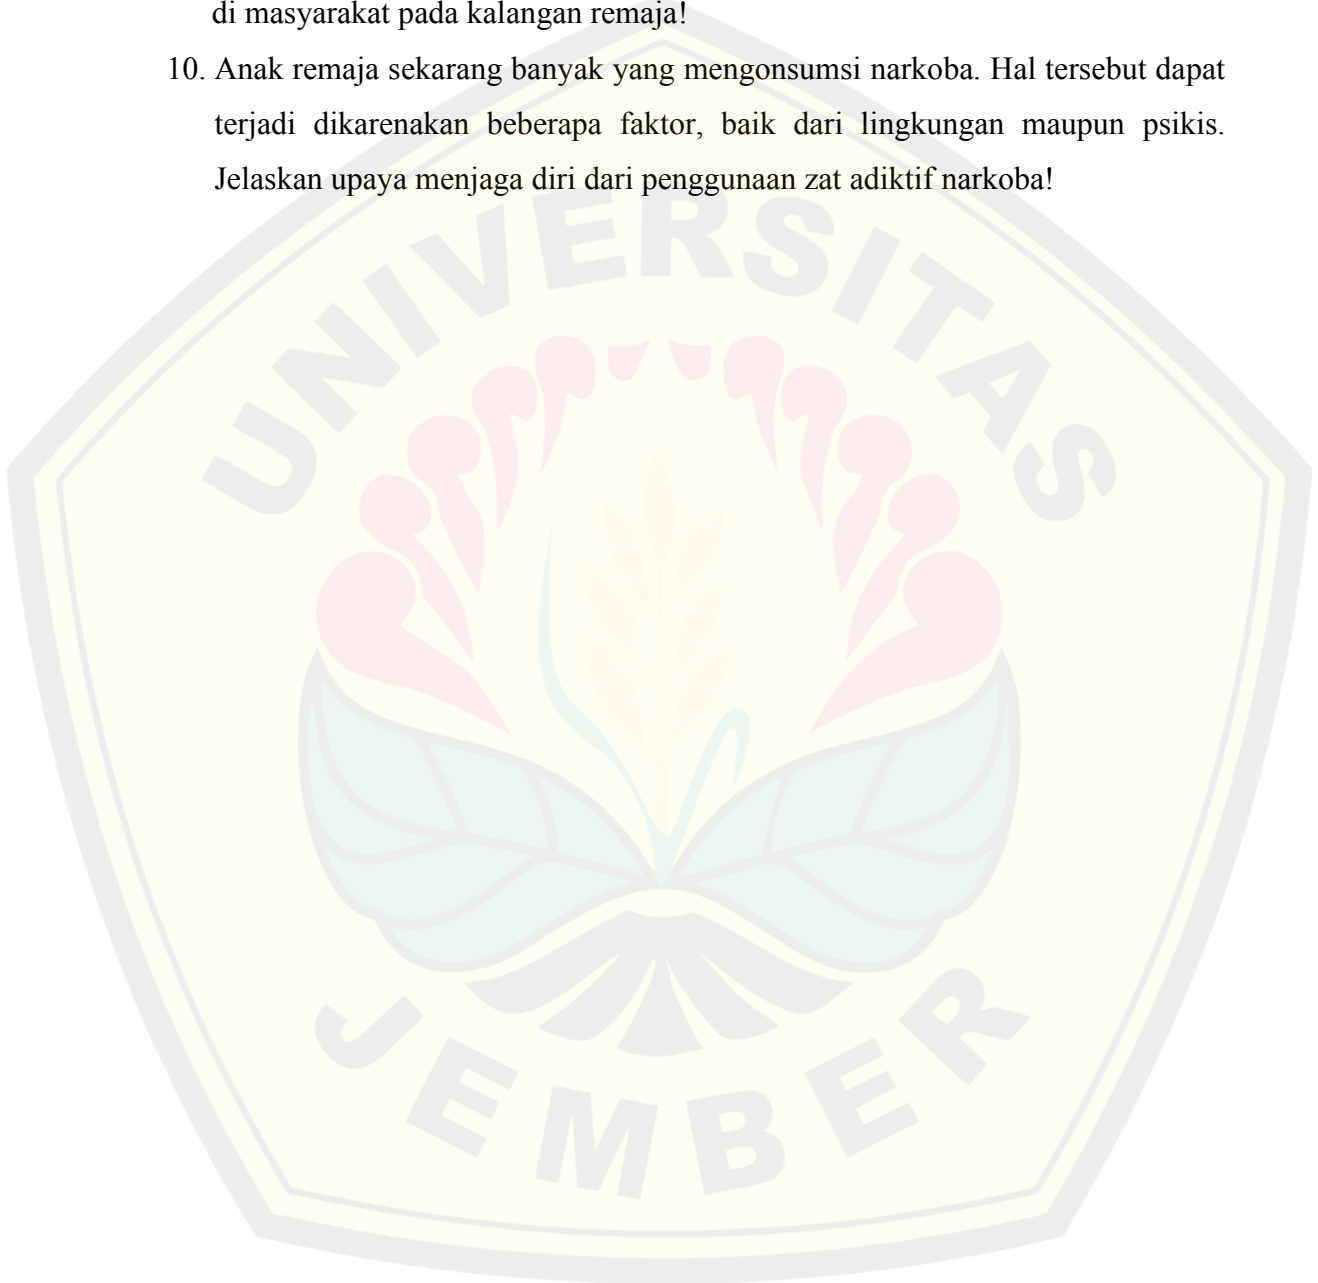 di masyarakat pada kalangan remaja!
10. Anak remaja sekarang banyak yang mengonsumsi narkoba. Hal tersebut dapat
terjadi dikarenakan beberapa faktor, baik dari lingkungan maupun psikis.
Jelaskan upaya menjaga diri dari penggunaan zat adiktif narkoba!
UNIVERSITAS
JEMBER